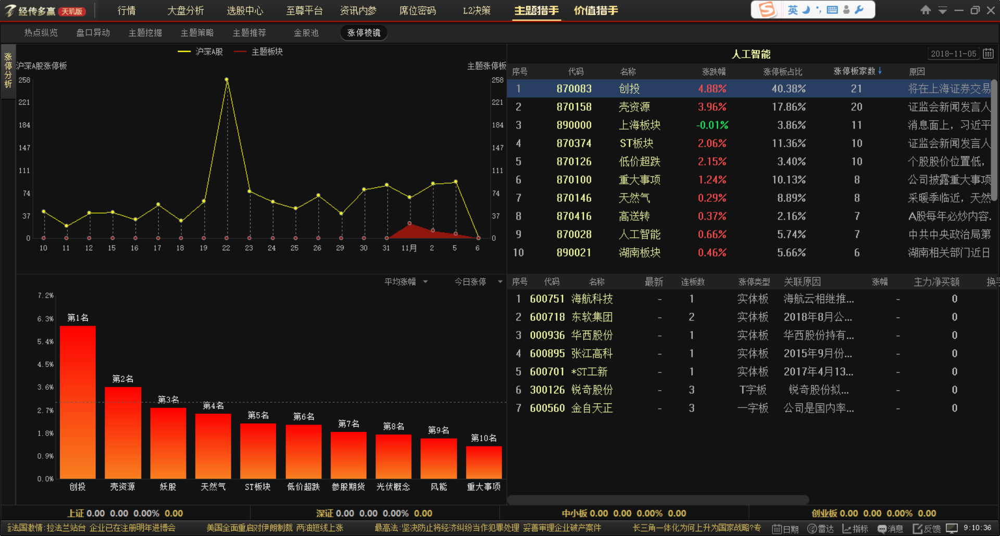 经传多赢 天玑版 行情 大盘分析 选股中心 至尊平台 资讯内参 席位密码 L2决策 主题猎手 价值猎手 S 英
热点纵览 盘口异动 主题挖掘 主题策略 主题推荐 金股池 涨停棱镜
涨停分析
沪深A股 主题板块
沪深A股涨停板 主题涨停板
258 258
221 221
184 184
147 147
111 111
74 74
37 37
0 0
10 11 12 15 16 17 18 19 22 23 24 25 26 29 30 31 11月 2 5 6
人工智能 2018-11-05
序号 代码 名称 涨跌幅 涨停板占比 涨停板家数↓ 原因
1 870083 创投 4.88% 40.38% 21 将在上海证券交易
2 870158 壳资源 3.96% 17.86% 20 证监会新闻发言人
3 890000 上海板块 -0.01% 3.86% 11 消息面上，习近平
4 870374 ST板块 2.06% 11.36% 10 证监会新闻发言人
5 870126 低价超跌 2.15% 3.40% 10 个股股价位置低，
6 870100 重大事项 1.24% 10.13% 8 公司披露重大事项
7 870146 天然气 0.29% 8.89% 8 采暖季临近，天然
8 870416 高送转 0.37% 2.16% 7 A股每年必炒内容.
9 870028 人工智能 0.66% 5.74% 7 中共中央政治局第
10 890021 湖南板块 0.46% 5.66% 6 湖南相关部门近日
平均涨幅 今日涨停
7.2%
6.3%
5.4%
4.5%
3.6%
2.7%
1.8%
0.9%
0.0%
第1名 第2名 第3名 第4名 第5名 第6名 第7名 第8名 第9名 第10名
创投 壳资源 妖股 天然气 ST板块 低价超跌 参股期货 光伏概念 风能 重大事项
序号 代码 名称 最新 连板数 涨停类型 关联原因 涨幅 主力净买额 换手
1 600751 海航科技 - 1 实体板 海航云相继推... - 0
2 600718 东软集团 - 2 实体板 2018年8月公... - 0
3 000936 华西股份 - 1 实体板 华西股份持有... - 0
4 600895 张江高科 - 1 实体板 2015年9月份... - 0
5 600701 *ST工新 - 1 实体板 2017年4月13... - 0
6 300126 锐奇股份 - 3 T字板 锐奇股份拟... - 0
7 600560 金自天正 - 3 一字板 公司是国内率... - 0
上证 0.00 0.00 0.00% 0.00 深证 0.00 0.00 0.00% 0.00 中小板 0.00 0.00 0.00% 0.00 创业板 0.00 0.00 0.00% 0.00
法国激情:拉法兰站台 企业已在注册明年进博会 美国全面重启对伊朗制裁 两油短线上涨 最高法:坚决防止将经济纠纷当作犯罪处理 妥善审理企业破产案件 长三角一体化为何上升为国家战略?专 日期 雷达 指标 消息 反馈 9:10:36